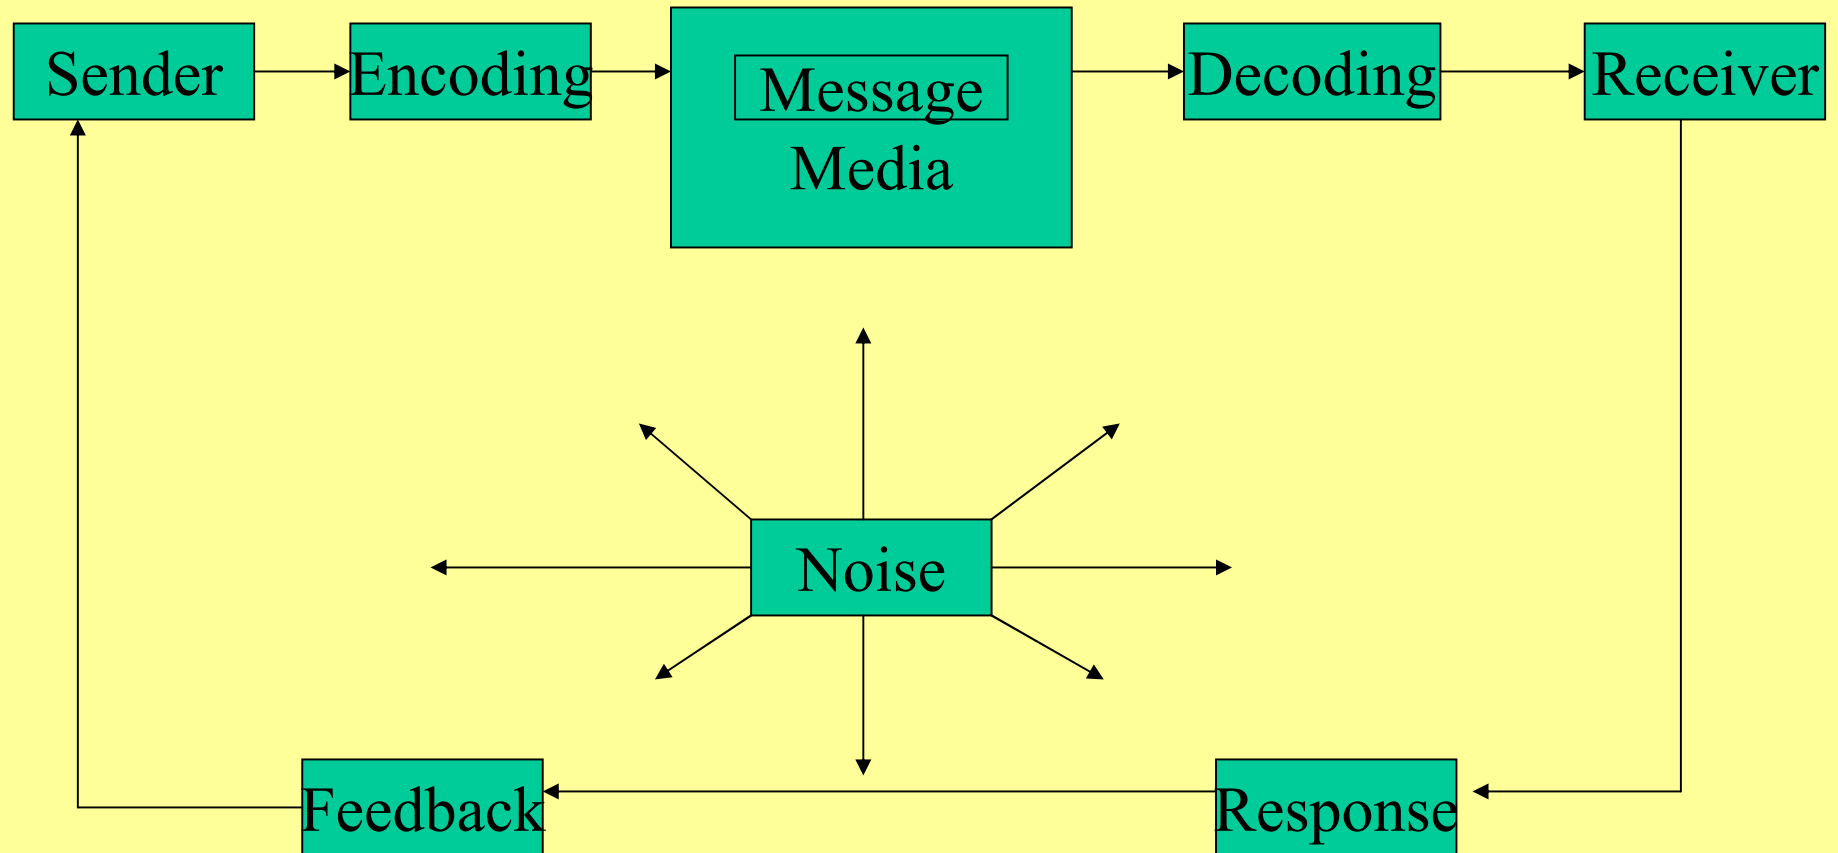 Sender
Encoding
Message
Media
Decoding
Receiver
Noise
Feedback
Response